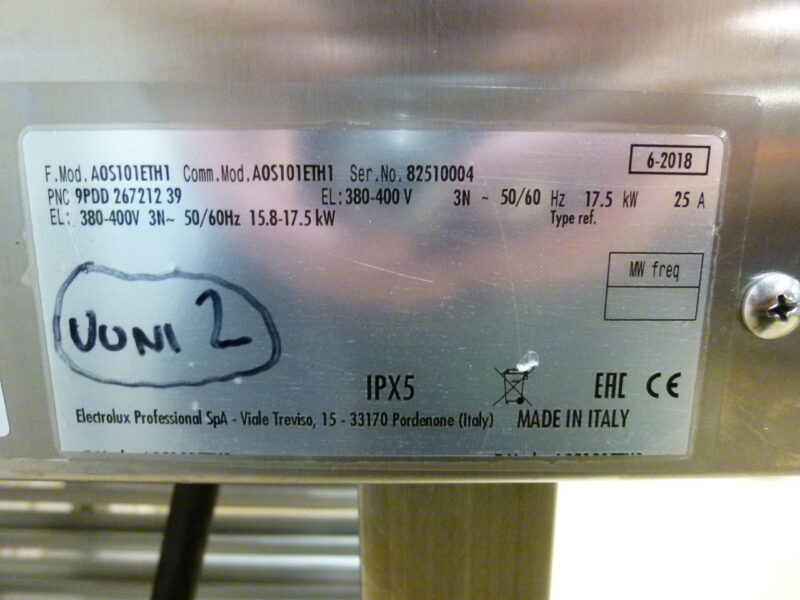 6-2018
F.Mod. AOS101ETH1 Comm.Mod. AOS101ETH1 Ser.No. 82510004
PNC 9PDD 267212 39 EL: 380-400 V 3N ~ 50/60 Hz 17.5 kW 25 A
EL: 380-400V 3N~ 50/60Hz 15.8-17.5 kW Type ref.
MW freq
UUNI 2
IPX5 EAC CE
Electrolux Professional SpA - Viale Treviso, 15 - 33170 Pordenone (Italy) MADE IN ITALY